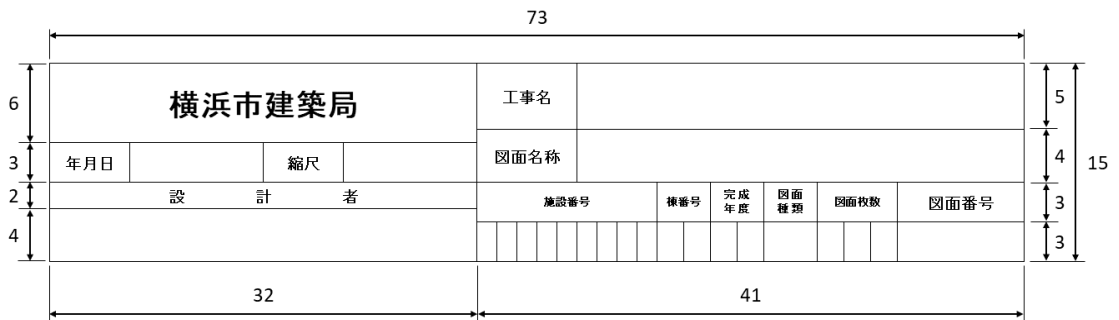 73
横浜市建築局
工事名
6
5
年月日
縮尺
図面名称
3
4
15
設 計 者
2
施設番号
棟番号
完成
年度
図面
種類
図面枚数
図面番号
3
4
3
32
41